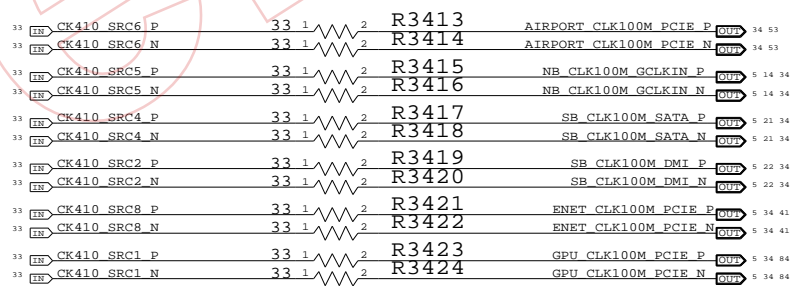 33 IN CK410_SRC6_P 33 1 2 R3413 AIRPORT_CLK100M_PCIE_P OUT 34 53
33 IN CK410_SRC6_N 1 2 R3414 AIRPORT_CLK100M_PCIE_N OUT 34 53
33 IN CK410_SRC5_P 33 1 2 R3415 NB_CLK100M_GCLKIN_P OUT 5 14 34
33 IN CK410_SRC5_N 33 1 2 R3416 NB_CLK100M_GCLKIN_N OUT 5 14 34
33 IN CK410_SRC4_P 33 1 2 R3417 SB_CLK100M_SATA_P OUT 5 21 34
33 IN CK410_SRC4_N 33 1 2 R3418 SB_CLK100M_SATA_N OUT 5 21 34
33 IN CK410_SRC2_P 33 1 2 R3419 SB_CLK100M_DMI_P OUT 5 22 34
33 IN CK410_SRC2_N 33 1 2 R3420 SB_CLK100M_DMI_N OUT 5 22 34
33 IN CK410_SRC8_P 33 1 2 R3421 ENET_CLK100M_PCIE_P OUT 5 34 41
33 IN CK410_SRC8_N 33 1 2 R3422 ENET_CLK100M_PCIE_N OUT 5 34 41
33 IN CK410_SRC1_P 33 1 2 R3423 GPU_CLK100M_PCIE_P OUT 5 34 84
33 IN CK410_SRC1_N 33 1 2 R3424 GPU_CLK100M_PCIE_N OUT 5 34 84